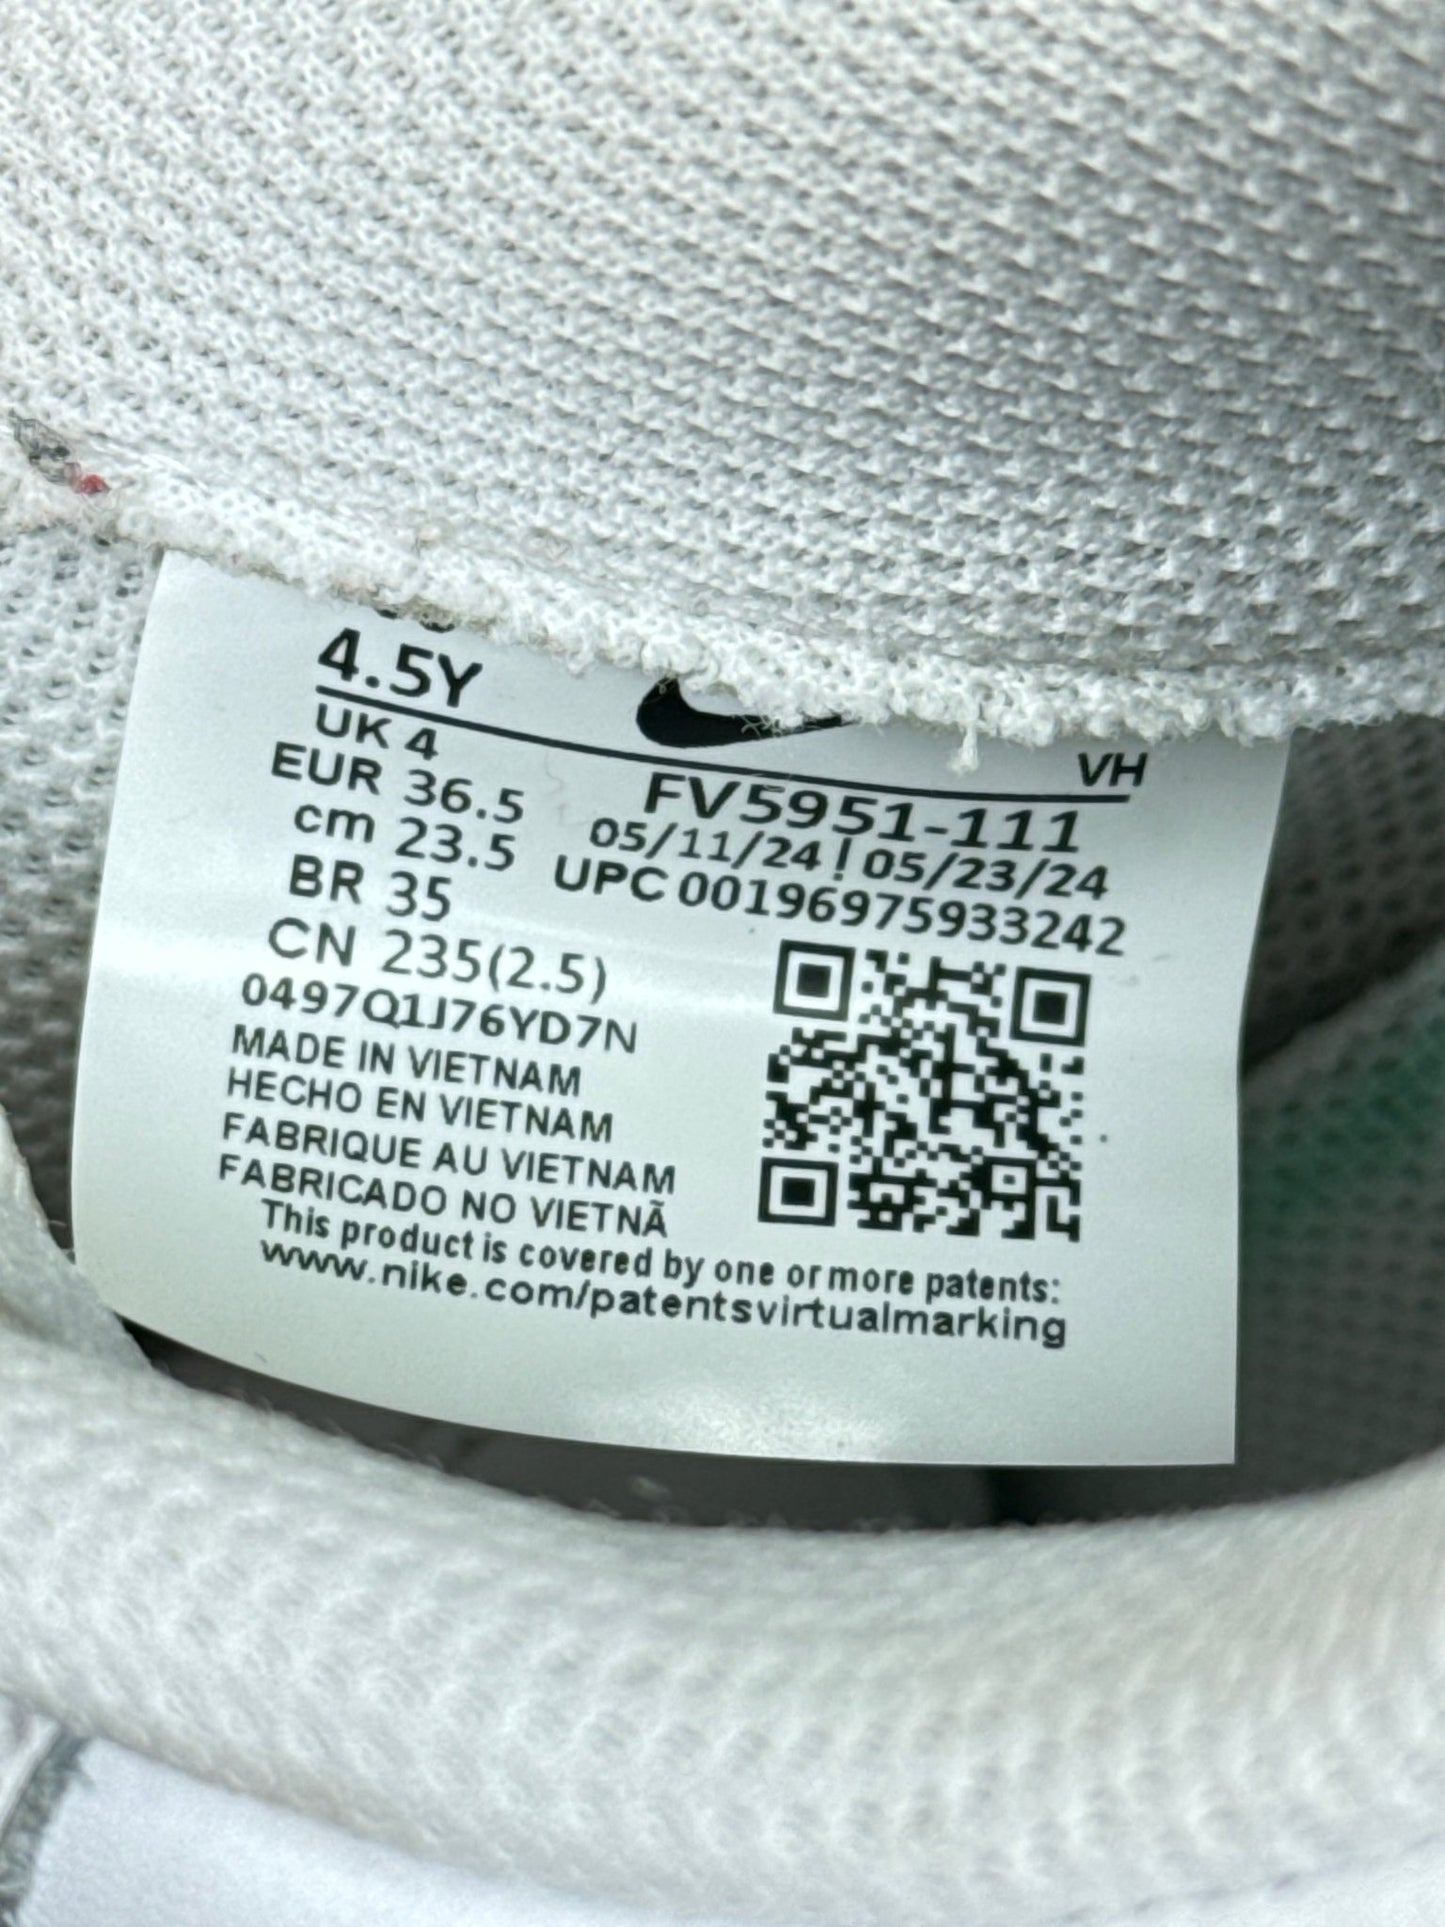 4.5Y
VH
UK 4
EUR 36.5
FV5951-111
cm 23.5
05/11/24 ! 05/23/24
BR 35
UPC 00196975933242
CN 235(2.5)
0497Q1J76YD7N
MADE IN VIETNAM
HECHO EN VIETNAM
FABRIQUE AU VIETNAM
FABRICADO NO VIETNÃ
This product is covered by one or more patents:
www.nike.com/patentsvirtualmarking